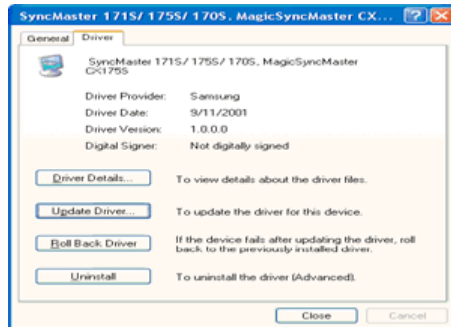 SyncMaster 171S/ 175S/ 170S, MagicSyncMaster CX...
General
Driver
SyncMaster 171S/ 175S/ 170S, MagicSyncMaster
CX175S
Driver Provider:
Samsung
Driver Date:
9/11/2001
Driver Version:
1.0.0.0
Digital Signer:
Not digitally signed
Driver Details...
To view details about the driver files.
Update Driver...
To update the driver for this device.
Roll Back Driver
If the device fails after updating the driver, roll
back to the previously installed driver.
Uninstall
To uninstall the driver (Advanced).
Close
Cancel